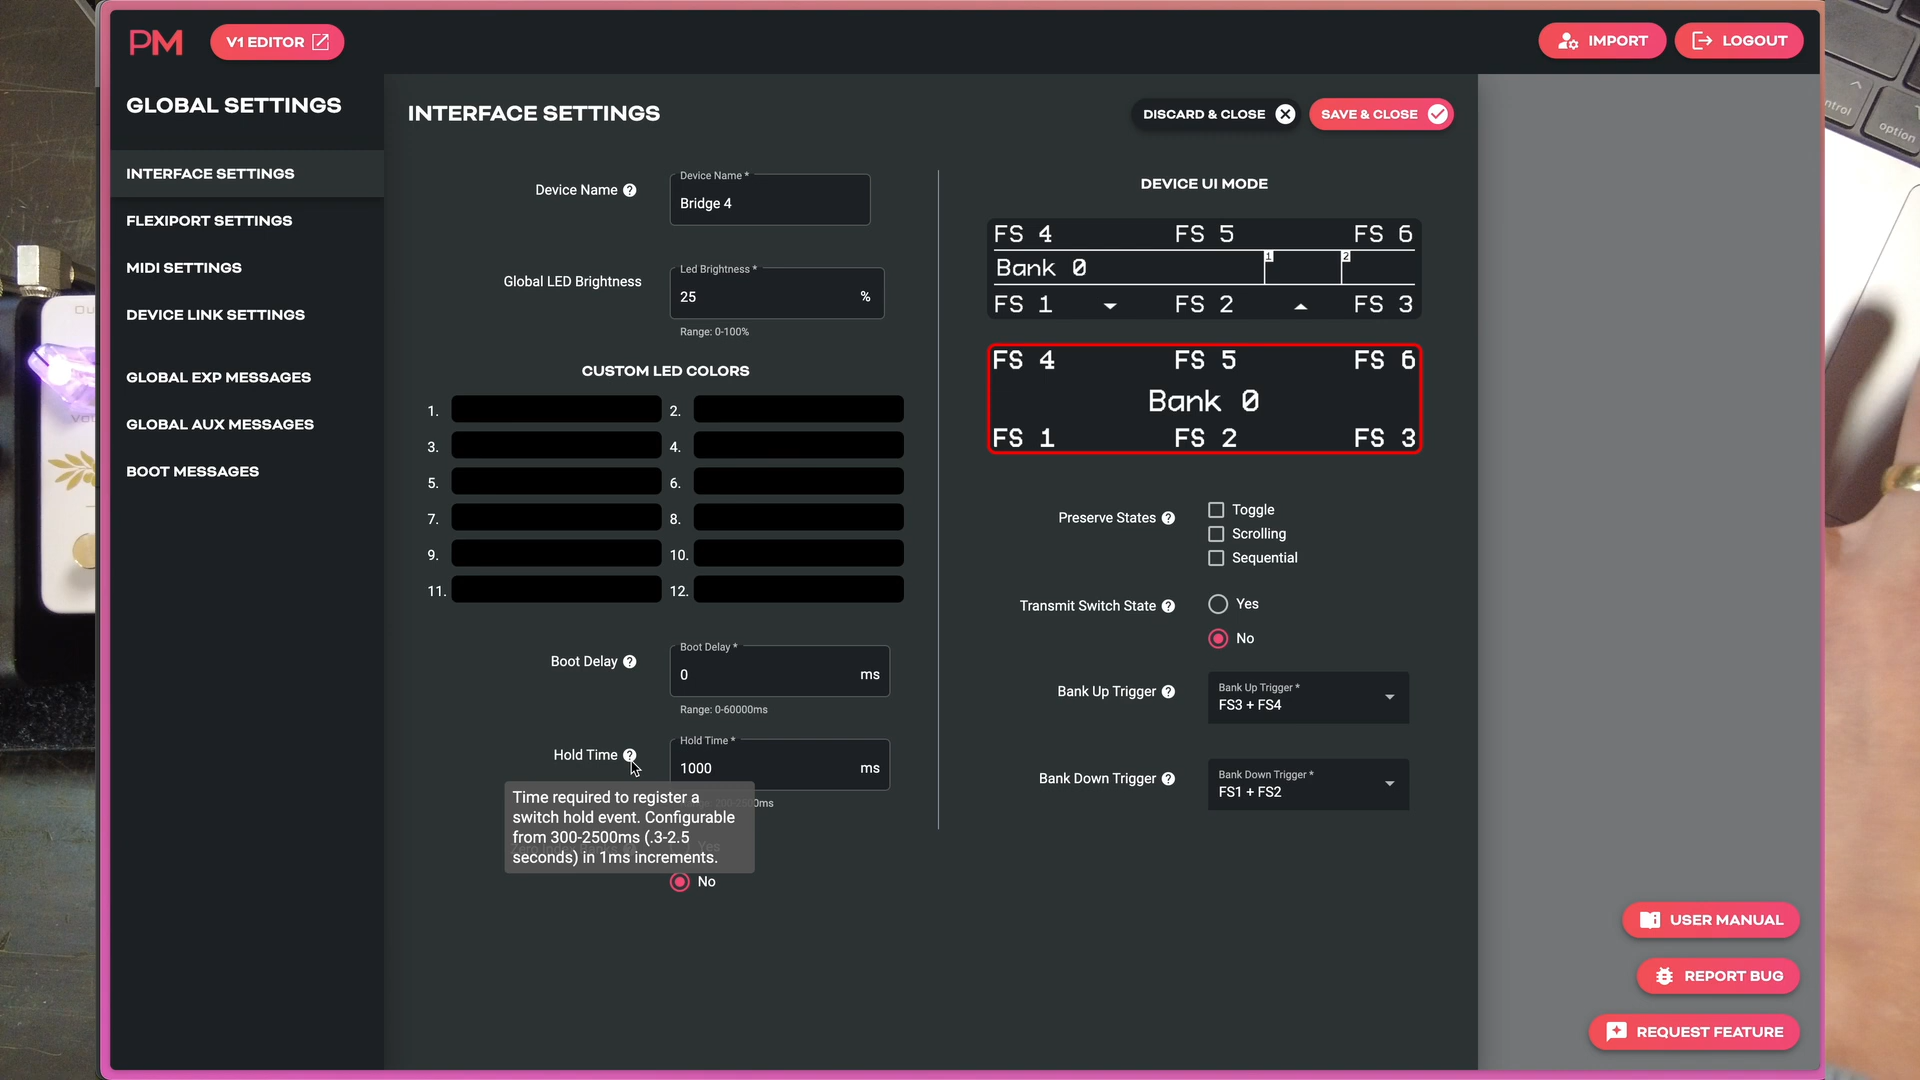 PM
V1 EDITOR
IMPORT
LOGOUT
GLOBAL SETTINGS
INTERFACE SETTINGS
FLEXIPORT SETTINGS
MIDI SETTINGS
DEVICE LINK SETTINGS
GLOBAL EXP MESSAGES
GLOBAL AUX MESSAGES
BOOT MESSAGES
INTERFACE SETTINGS
DISCARD & CLOSE
SAVE & CLOSE
Device Name ?
Device Name *
Bridge 4
Global LED Brightness
Led Brightness *
25 %
Range: 0-100%
CUSTOM LED COLORS
1. 2.
3. 4.
5. 6.
7. 8.
9. 10.
11. 12.
Boot Delay ?
Boot Delay *
0 ms
Range: 0-60000ms
Hold Time ?
Hold Time *
1000 ms
Time required to register a
switch hold event. Configurable
from 300-2500ms (.3-2.5
seconds) in 1ms increments.
Yes
No
DEVICE UI MODE
FS 4 FS 5 FS 6
Bank 0 1 2
FS 1 FS 2 FS 3
FS 4 FS 5 FS 6
Bank 0
FS 1 FS 2 FS 3
Preserve States ?
Toggle
Scrolling
Sequential
Transmit Switch State ?
Yes
No
Bank Up Trigger ?
Bank Up Trigger *
FS3 + FS4
Bank Down Trigger ?
Bank Down Trigger *
FS1 + FS2
USER MANUAL
REPORT BUG
REQUEST FEATURE
option